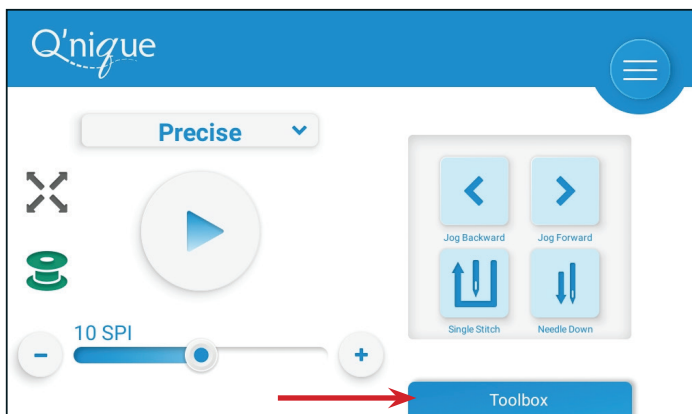 Q'nique
Precise
Jog Backward
Jog Forward
Single Stitch
Needle Down
10 SPI
Toolbox